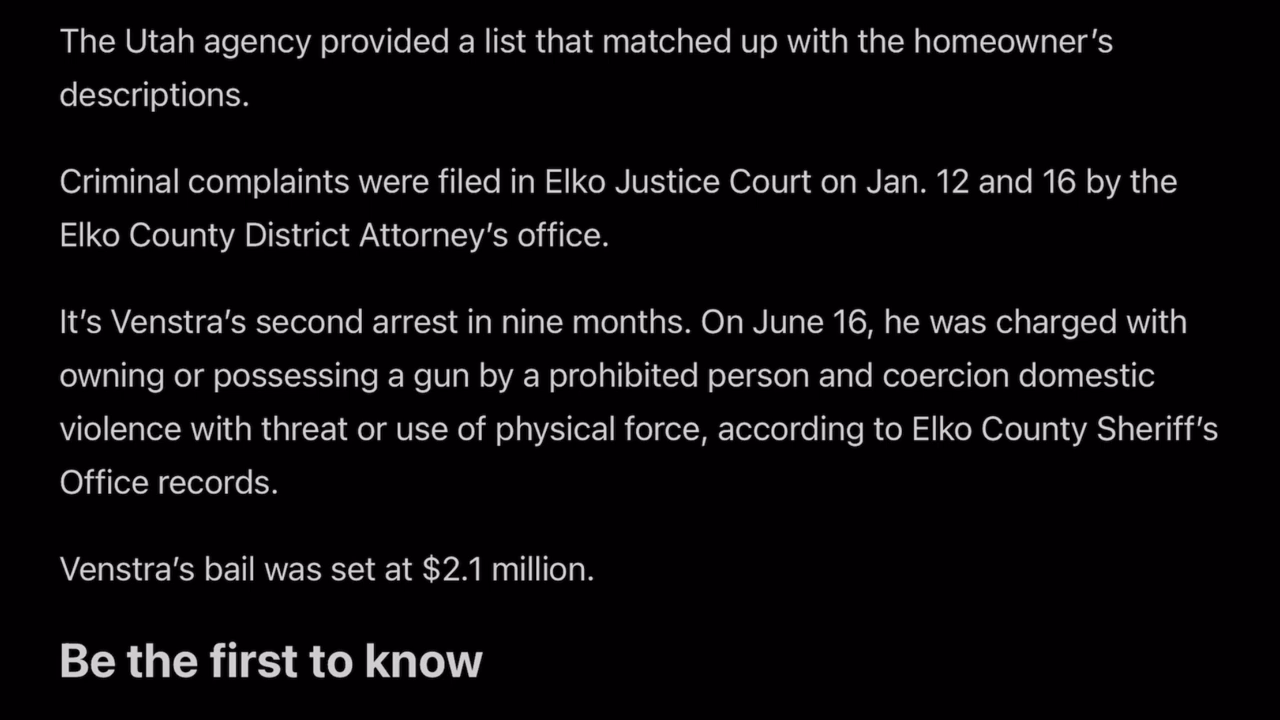 The Utah agency provided a list that matched up with the homeowner’s
descriptions.
Criminal complaints were filed in Elko Justice Court on Jan. 12 and 16 by the
Elko County District Attorney’s office.
It’s Venstra’s second arrest in nine months. On June 16, he was charged with
owning or possessing a gun by a prohibited person and coercion domestic
violence with threat or use of physical force, according to Elko County Sheriff’s
Office records.
Venstra’s bail was set at $2.1 million.
Be the first to know